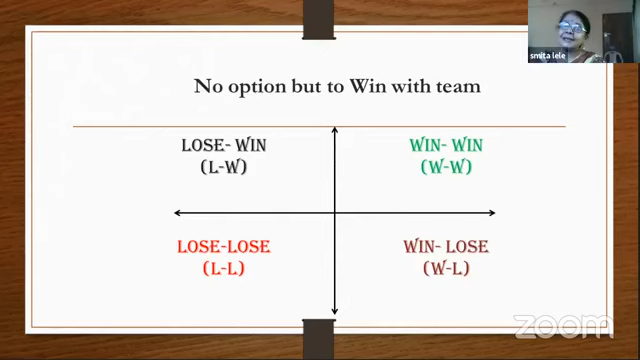 smita lele
No option but to Win with team
LOSE- WIN
(L-W)
WIN- WIN
(W-W)
LOSE-LOSE
(L-L)
WIN- LOSE
(W-L)
zoom